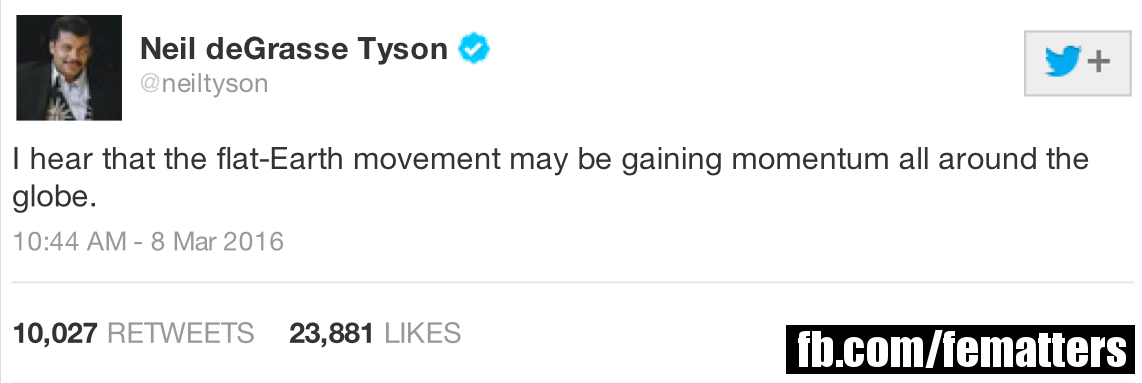 Neil deGrasse Tyson
@neiltyson
+
I hear that the flat-Earth movement may be gaining momentum all around the
globe.
10:44 AM - 8 Mar 2016
10,027 RETWEETS 23,881 LIKES
fb.com/fematters